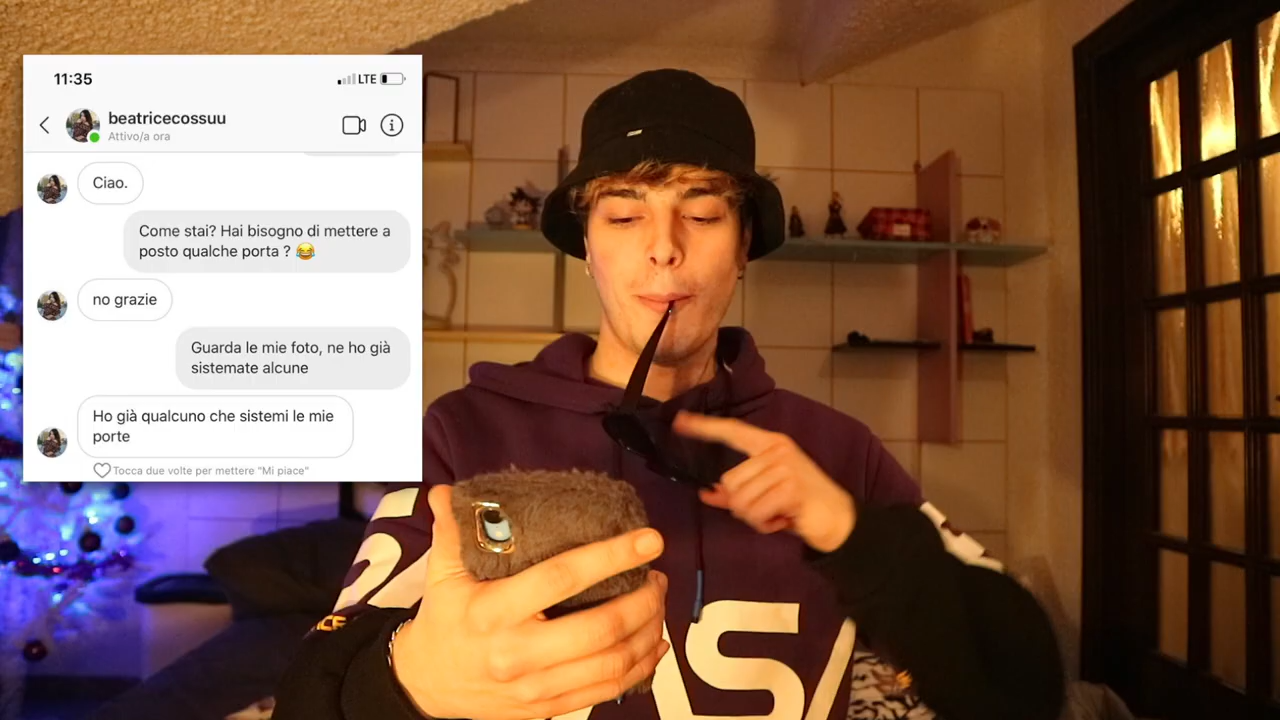 11:35
LTE
beatricecossuu
Attivo/a ora
Ciao.
Come stai? Hai bisogno di mettere a
posto qualche porta ? 😂
no grazie
Guarda le mie foto, ne ho già
sistemate alcune
Ho già qualcuno che sistemi le mie
porte
Tocca due volte per mettere "Mi piace"